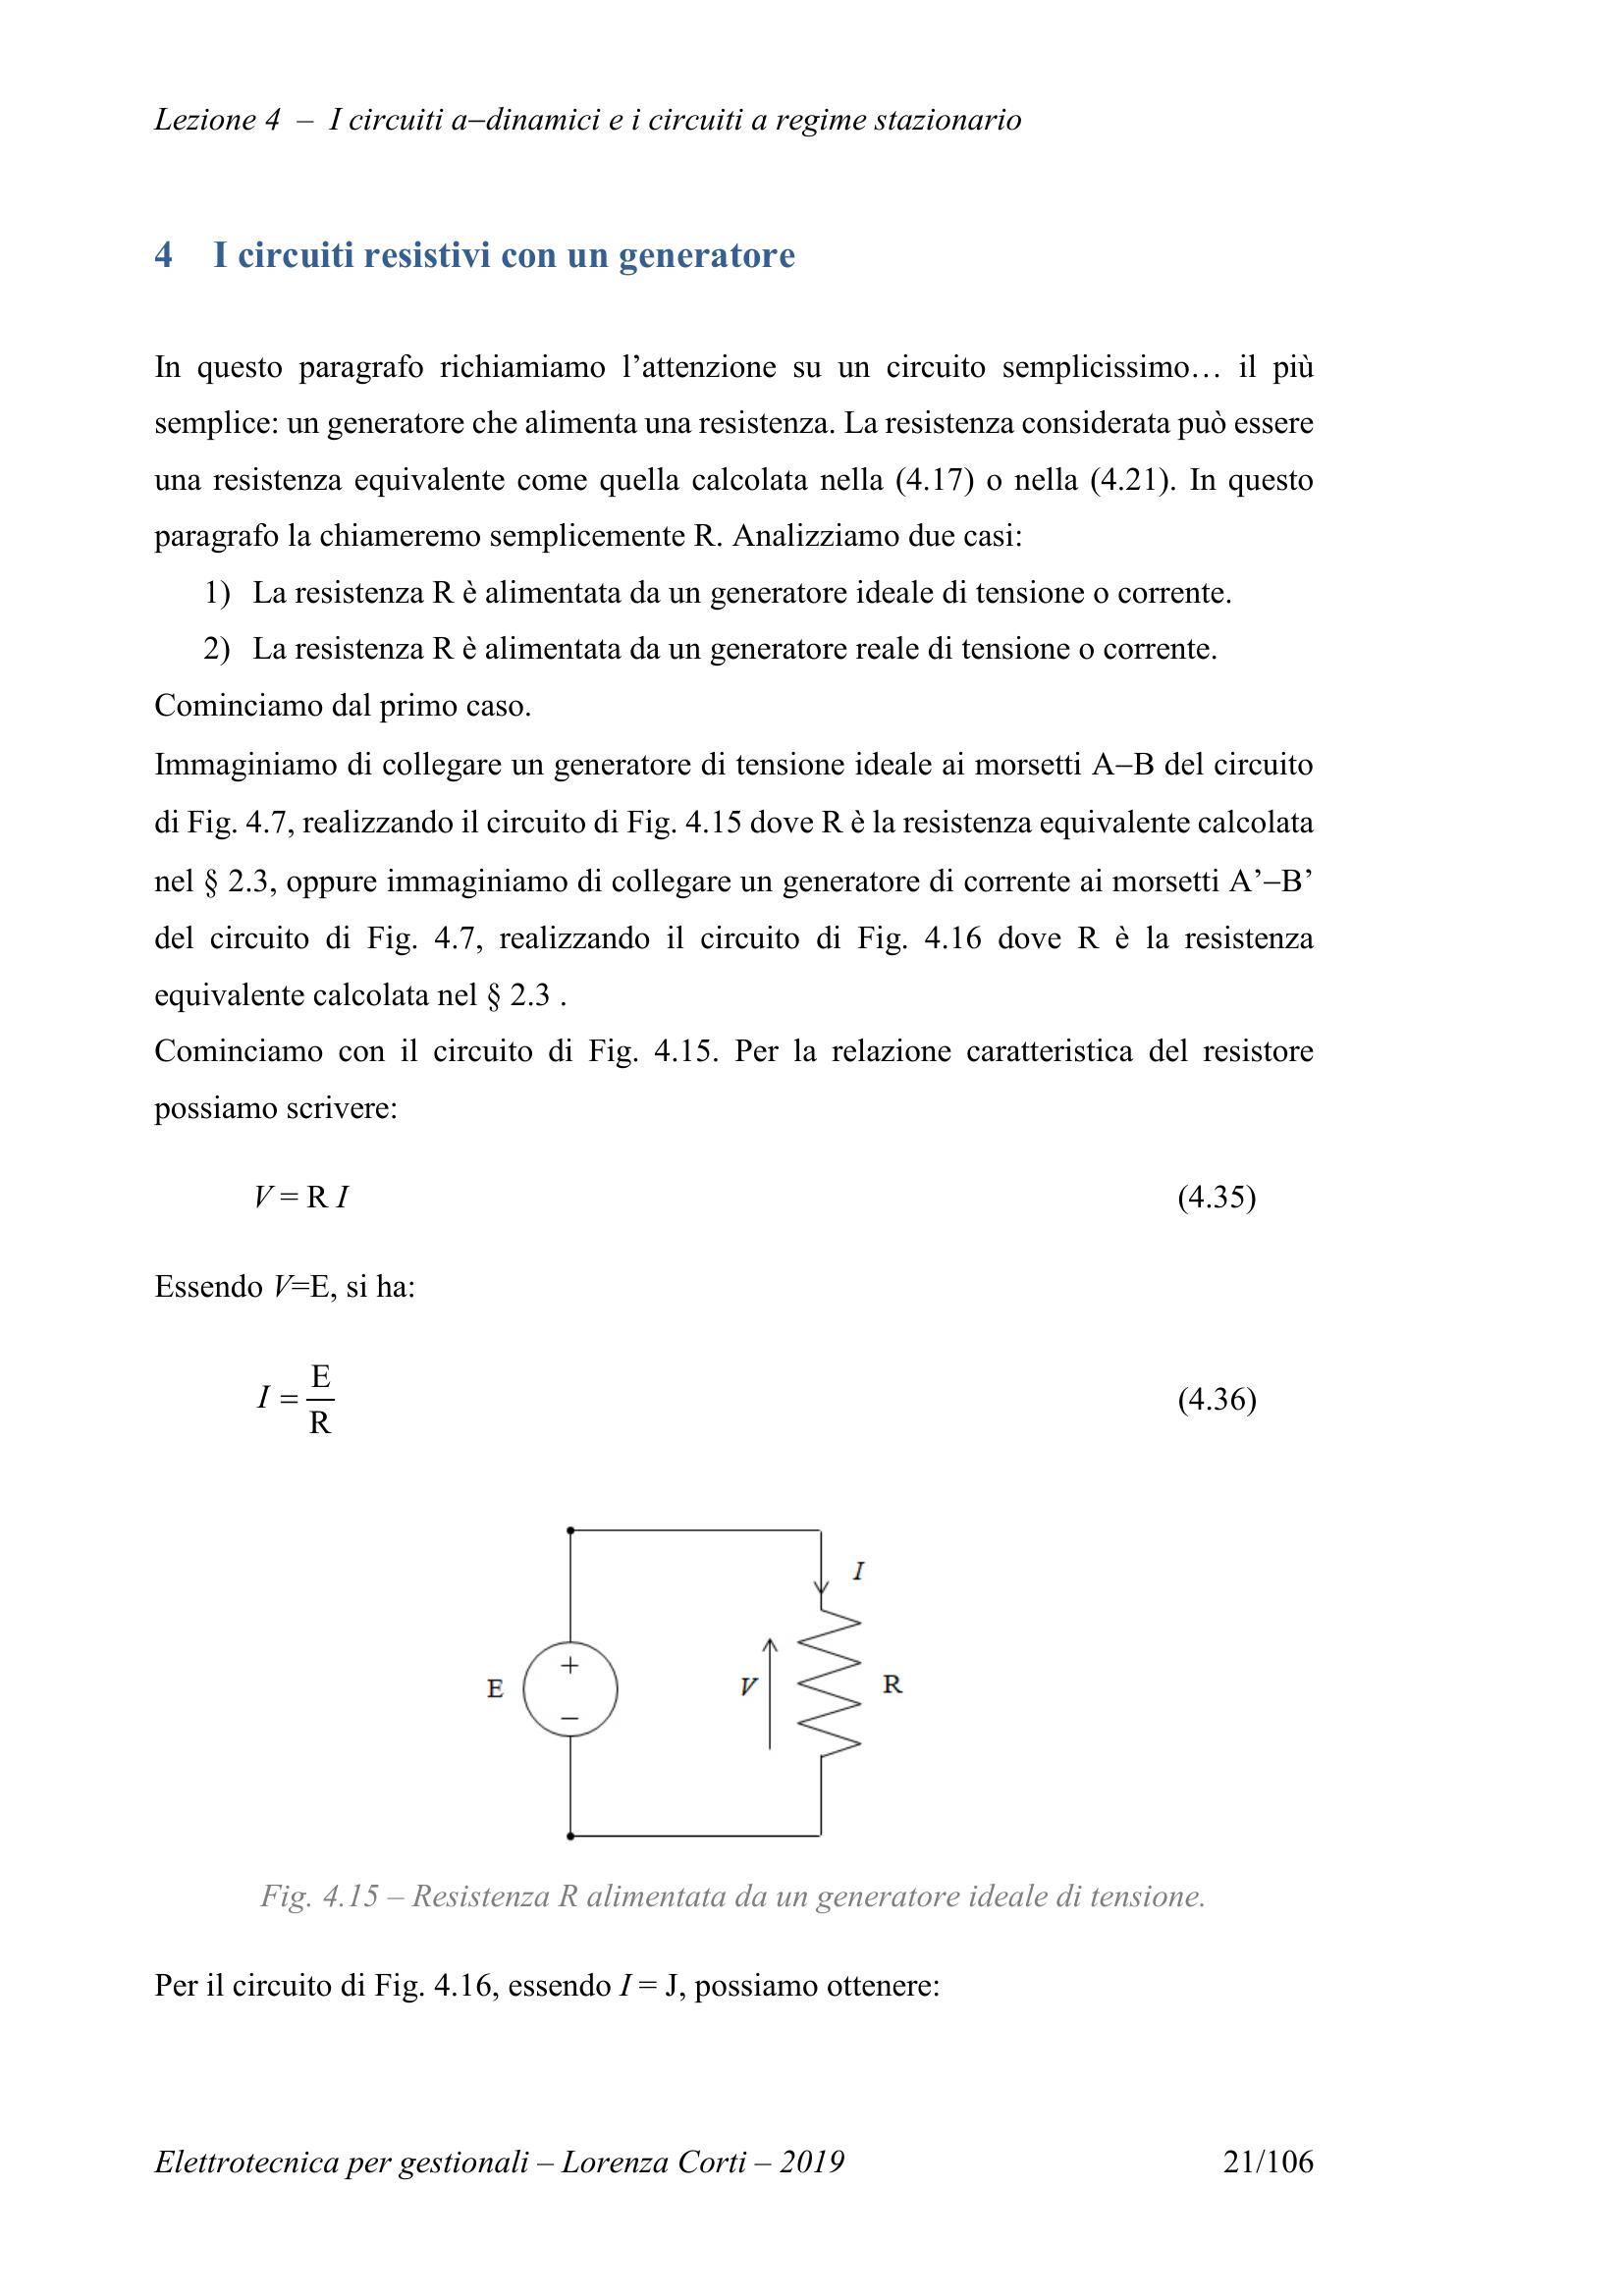 Lezione 4 – I circuiti a–dinamici e i circuiti a regime stazionario
4 I circuiti resistivi con un generatore
In questo paragrafo richiamiamo l’attenzione su un circuito semplicissimo… il più
semplice: un generatore che alimenta una resistenza. La resistenza considerata può essere
una resistenza equivalente come quella calcolata nella (4.17) o nella (4.21). In questo
paragrafo la chiameremo semplicemente R. Analizziamo due casi:
1) La resistenza R è alimentata da un generatore ideale di tensione o corrente.
2) La resistenza R è alimentata da un generatore reale di tensione o corrente.
Cominciamo dal primo caso.
Immaginiamo di collegare un generatore di tensione ideale ai morsetti A–B del circuito
di Fig. 4.7, realizzando il circuito di Fig. 4.15 dove R è la resistenza equivalente calcolata
nel § 2.3, oppure immaginiamo di collegare un generatore di corrente ai morsetti A’–B’
del circuito di Fig. 4.7, realizzando il circuito di Fig. 4.16 dove R è la resistenza
equivalente calcolata nel § 2.3 .
Cominciamo con il circuito di Fig. 4.15. Per la relazione caratteristica del resistore
possiamo scrivere:
V = R I (4.35)
Essendo V=E, si ha:
I = E/R (4.36)
I
+
E V R
−
Fig. 4.15 – Resistenza R alimentata da un generatore ideale di tensione.
Per il circuito di Fig. 4.16, essendo I = J, possiamo ottenere:
Elettrotecnica per gestionali – Lorenza Corti – 2019 21/106